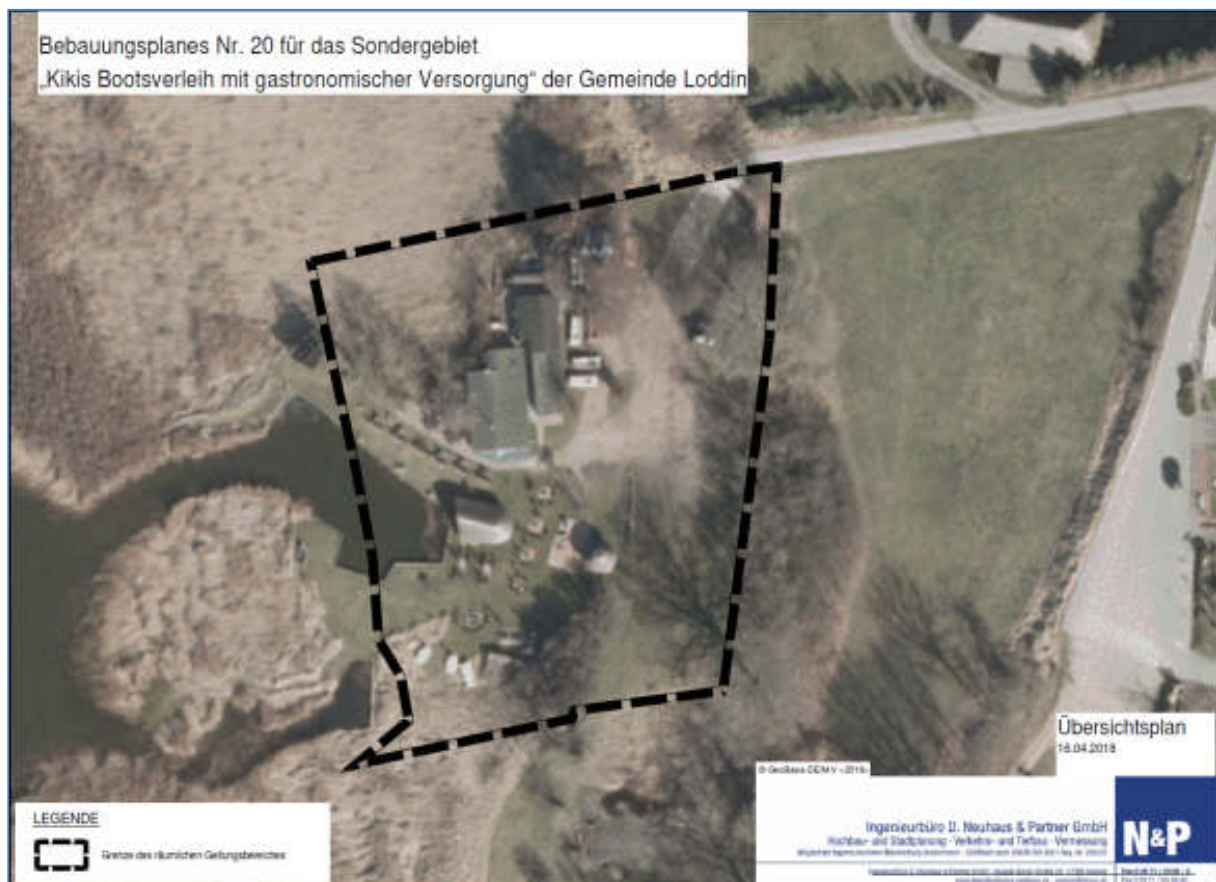 Bebauungsplanes Nr. 20 für das Sondergebiet
„Kikis Bootsverleih mit gastronomischer Versorgung“ der Gemeinde Loddin
Übersichtsplan
16.04.2018
© GeoBasis-DE/M-V
LEGENDE
Grenze des räumlichen Geltungsbereiches
Ingenieurbüro D. Neuhaus & Partner GmbH
Hochbau- und Stadtplanung - Verkehrs- und Tiefbau - Vermessung
N&P